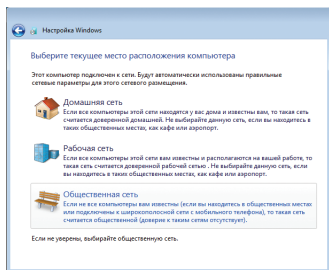 Настройка Windows
Выберите текущее место расположения компьютера
Этот компьютер подключен к сети. Будут автоматически использованы правильные
сетевые параметры для этого сетевого размещения.
Домашняя сеть
Если все компьютеры этой сети находятся у вас дома и известны вам, то такая сеть
считается доверенной домашней. Не выбирайте данную сеть, если вы находитесь в
таких общественных местах, как кафе или аэропорт.
Рабочая сеть
Если все компьютеры этой сети вам известны и располагаются на вашей работе, то
такая сеть считается доверенной рабочей сетью . Не выбирайте данную сеть, если
вы находитесь в таких общественных местах, как кафе или аэропорт.
Общественная сеть
Если не все компьютеры вам известны (если вы находитесь в общественных местах
или подключены к широкополосной сети с мобильного телефона), то такая сеть
считается общественной (доверие к таким сетям отсутствует).
Если не уверены, выбирайте общественную сеть.